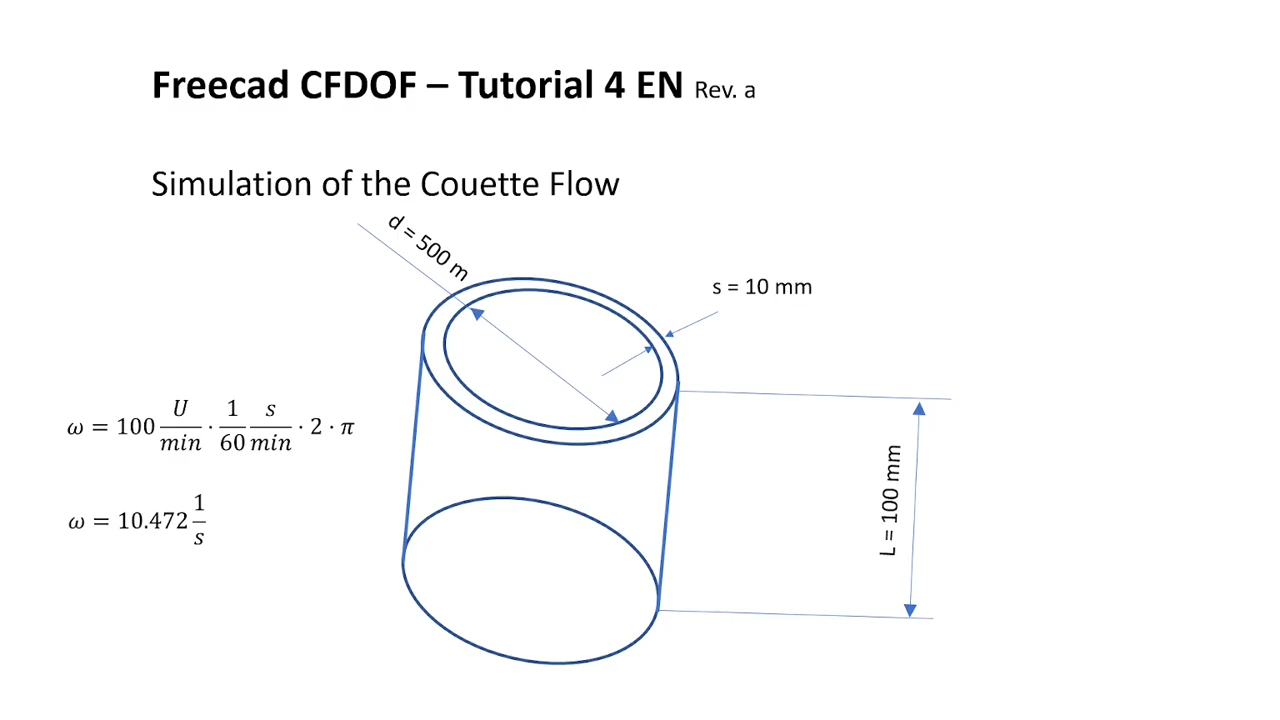 Freecad CFDOF – Tutorial 4 EN Rev. a
Simulation of the Couette Flow
d = 500 m
s = 10 mm
ω = 100 U/min · 1/60 s/min · 2 · π
ω = 10.472 1/s
L = 100 mm